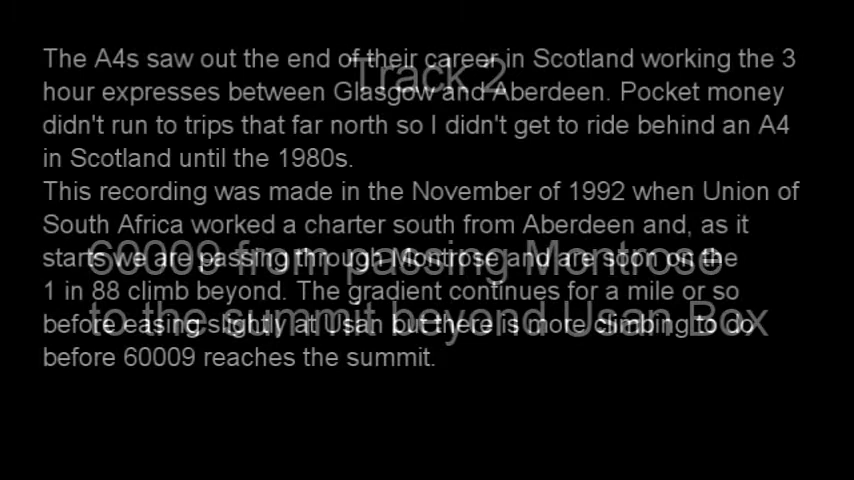 Track 2
60009 from passing Montrose
to the summit beyond Usan Box
The A4s saw out the end of their career in Scotland working the 3
hour expresses between Glasgow and Aberdeen. Pocket money
didn't run to trips that far north so I didn't get to ride behind an A4
in Scotland until the 1980s.
This recording was made in the November of 1992 when Union of
South Africa worked a charter south from Aberdeen and, as it
starts we are passing through Montrose and are soon on the
1 in 88 climb beyond. The gradient continues for a mile or so
before easing slightly at Usan but there is more climbing to do
before 60009 reaches the summit.